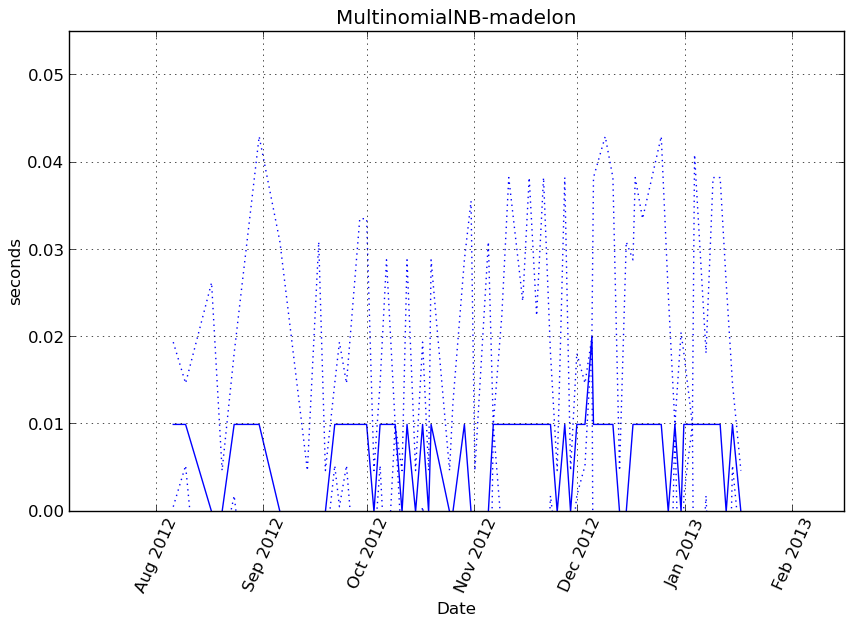 MultinomialNB-madelon
0.05
0.04
0.03
0.02
0.01
0.00
seconds
Aug 2012
Sep 2012
Oct 2012
Nov 2012
Dec 2012
Jan 2013
Feb 2013
Date